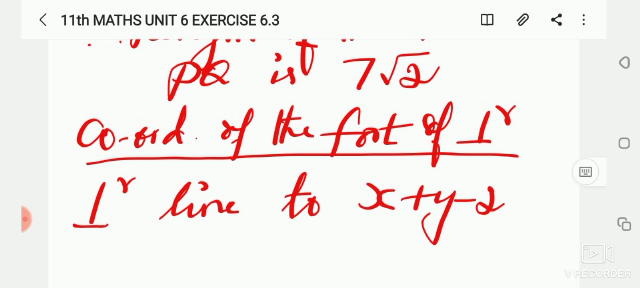 11th MATHS UNIT 6 EXERCISE 6.3
PQ is 7√2
Co-ord. of the foot of ⊥r
⊥r line to x+y-2
V RECORDER